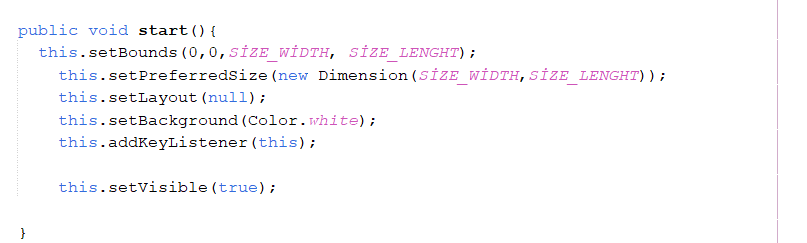 public void start(){
this.setBounds(0,0,SİZE_WİDTH, SİZE_LENGHT);
this.setPreferredSize(new Dimension(SİZE_WİDTH,SİZE_LENGHT));
this.setLayout(null);
this.setBackground(Color.white);
this.addKeyListener(this);
this.setVisible(true);
}